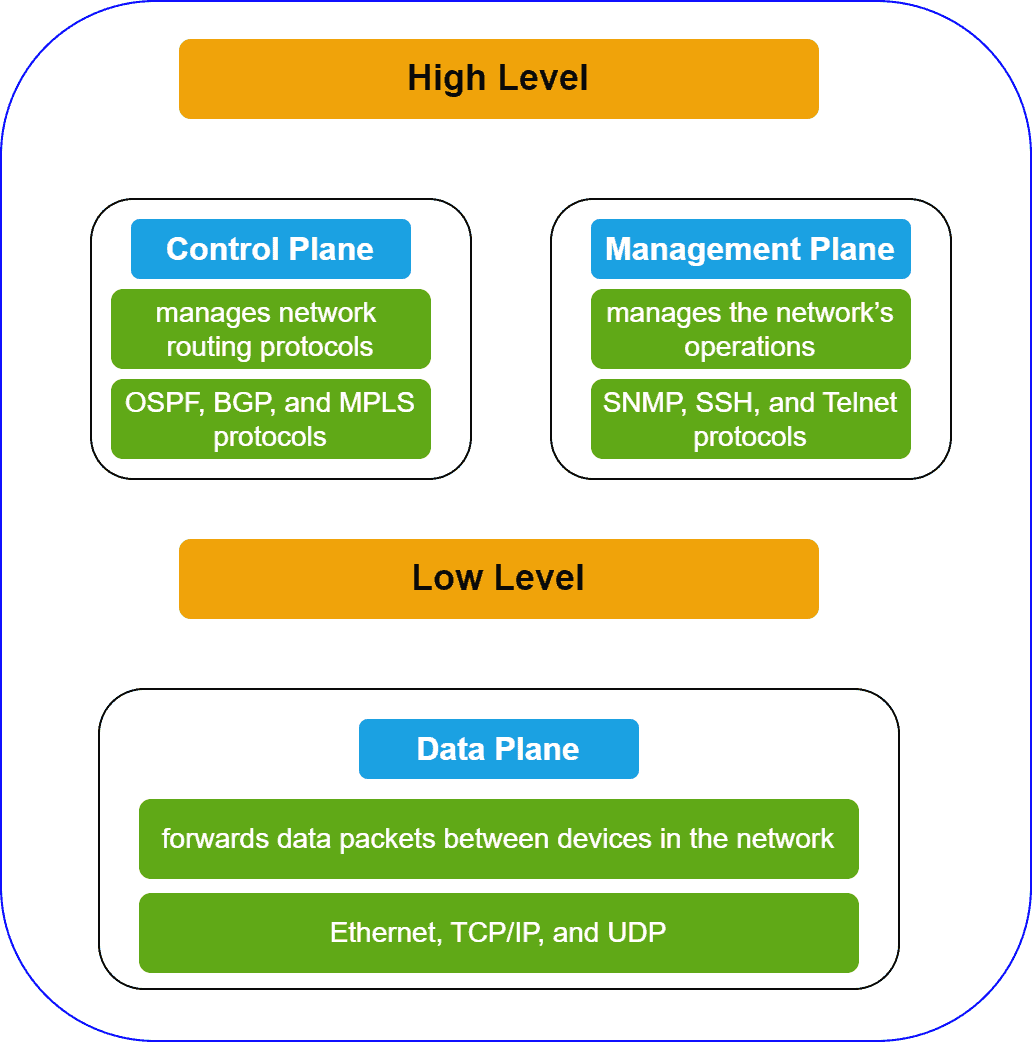 High Level
Control Plane
manages network
routing protocols
OSPF, BGP, and MPLS
protocols
Management Plane
manages the network’s
operations
SNMP, SSH, and Telnet
protocols
Low Level
Data Plane
forwards data packets between devices in the network
Ethernet, TCP/IP, and UDP